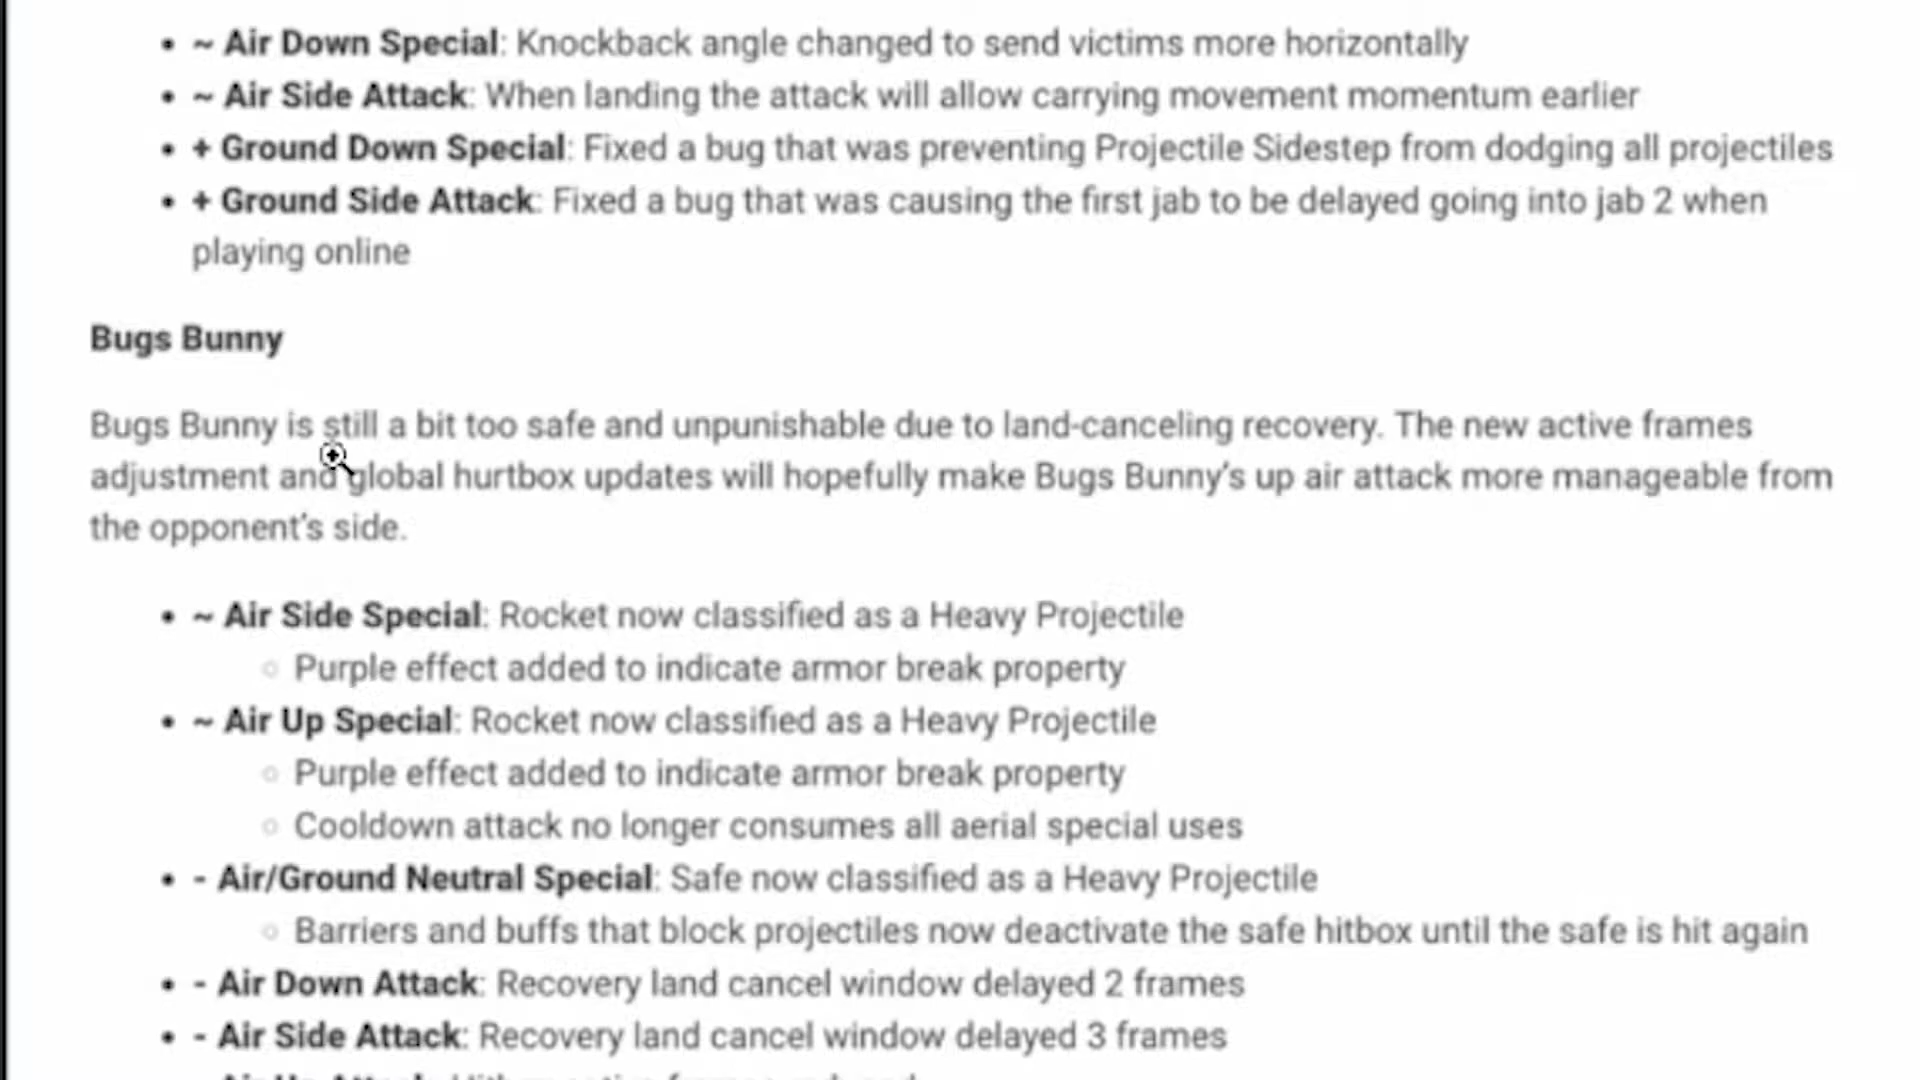 • ~ Air Down Special: Knockback angle changed to send victims more horizontally
• ~ Air Side Attack: When landing the attack will allow carrying movement momentum earlier
• + Ground Down Special: Fixed a bug that was preventing Projectile Sidestep from dodging all projectiles
• + Ground Side Attack: Fixed a bug that was causing the first jab to be delayed going into jab 2 when
playing online
Bugs Bunny
Bugs Bunny is still a bit too safe and unpunishable due to land-canceling recovery. The new active frames
adjustment and global hurtbox updates will hopefully make Bugs Bunny's up air attack more manageable from
the opponent's side.
• ~ Air Side Special: Rocket now classified as a Heavy Projectile
○ Purple effect added to indicate armor break property
• ~ Air Up Special: Rocket now classified as a Heavy Projectile
○ Purple effect added to indicate armor break property
○ Cooldown attack no longer consumes all aerial special uses
• - Air/Ground Neutral Special: Safe now classified as a Heavy Projectile
○ Barriers and buffs that block projectiles now deactivate the safe hitbox until the safe is hit again
• - Air Down Attack: Recovery land cancel window delayed 2 frames
• - Air Side Attack: Recovery land cancel window delayed 3 frames